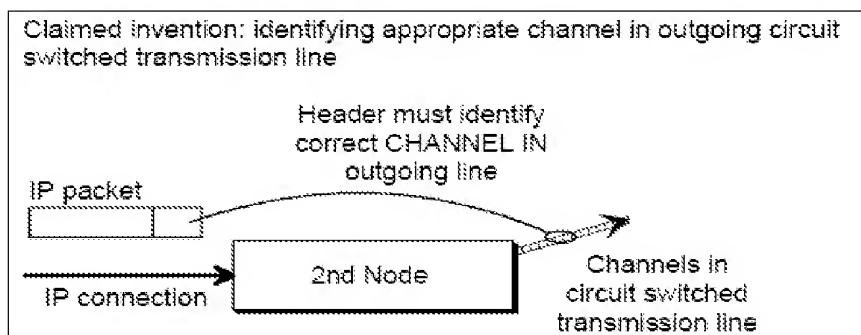 Claimed invention: identifying appropriate channel in outgoing circuit
switched transmission line
Header must identify
correct CHANNEL IN
outgoing line
IP packet
2nd Node
IP connection
Channels in
circuit switched
transmission line